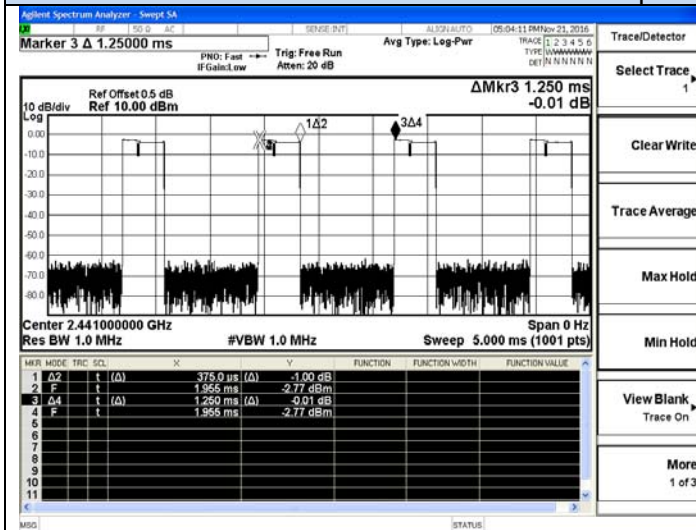 Agilent Spectrum Analyzer - Swept SA
RF 50 Ω AC SENSE:INT ALIGN AUTO 05:04:11 PM Nov 21, 2016
Marker 3 Δ 1.25000 ms
PNO: Fast
IFGain:Low
Trig: Free Run
Atten: 20 dB
Avg Type: Log-Pwr
TRACE 1 2 3 4 5 6
TYPE
DET N N N N N N
Ref Offset 0.5 dB
10 dB/div Ref 10.00 dBm
Log
ΔMkr3 1.250 ms
-0.01 dB
1Δ2
3Δ4
0.00
-10.0
-20.0
-30.0
-40.0
-50.0
-60.0
-70.0
-80.0
Center 2.441000000 GHz
Span 0 Hz
Res BW 1.0 MHz
#VBW 1.0 MHz
Sweep 5.000 ms (1001 pts)
MKR MODE TRC SCL X Y FUNCTION FUNCTION WIDTH FUNCTION VALUE
1 Δ2 t (Δ) 375.0 µs (Δ) -1.00 dB
2 F t 1.955 ms -2.77 dBm
3 Δ4 t (Δ) 1.250 ms (Δ) -0.01 dB
4 F t 1.955 ms -2.77 dBm
5
6
7
8
9
10
11
MSG
STATUS
Trace/Detector
Select Trace
1
Clear Write
Trace Average
Max Hold
Min Hold
View Blank
Trace On
More
1 of 3